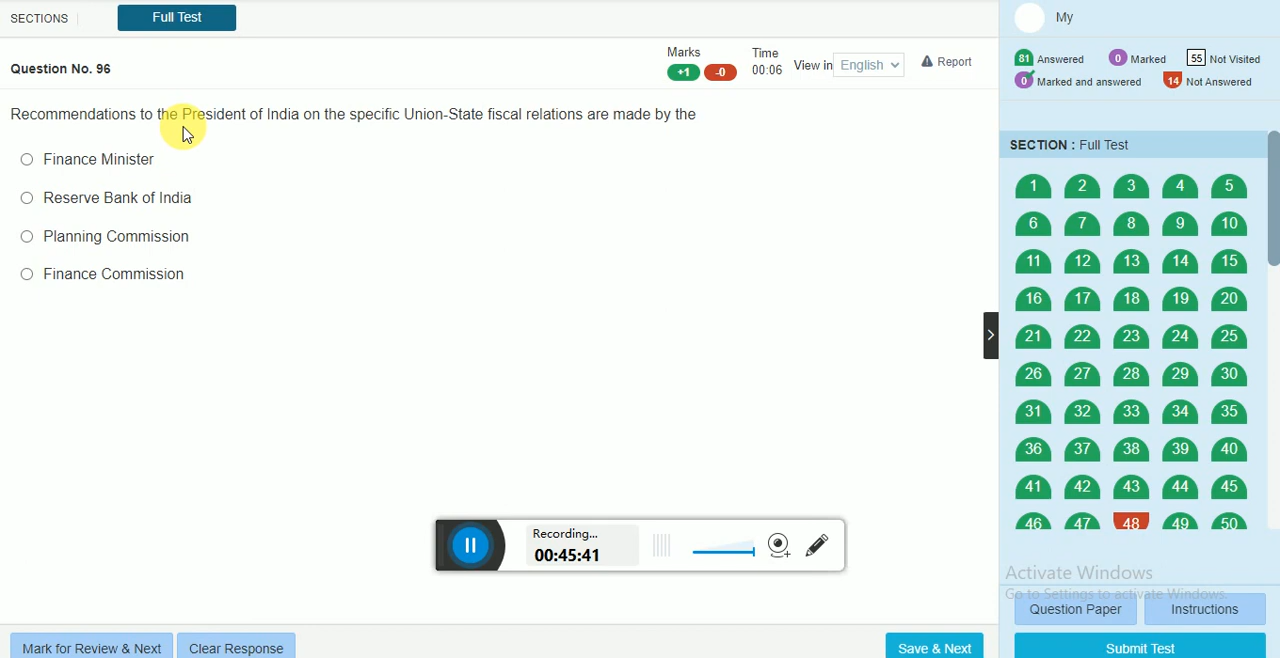 SECTIONS
Full Test
Question No. 96
Marks
+1
-0
Time
00:06
View in English
Report
Recommendations to the President of India on the specific Union-State fiscal relations are made by the
Finance Minister
Reserve Bank of India
Planning Commission
Finance Commission
Recording...
00:45:41
Mark for Review & Next
Clear Response
Save & Next
My
81 Answered
0 Marked
55 Not Visited
0 Marked and answered
14 Not Answered
SECTION : Full Test
1 2 3 4 5
6 7 8 9 10
11 12 13 14 15
16 17 18 19 20
21 22 23 24 25
26 27 28 29 30
31 32 33 34 35
36 37 38 39 40
41 42 43 44 45
46 47 48 49 50
Activate Windows
Go to Settings to activate Windows.
Question Paper
Instructions
Submit Test